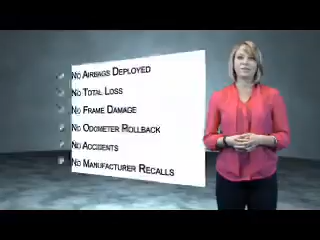 No Airbags Deployed
No Total Loss
No Frame Damage
No Odometer Rollback
No Accidents
No Manufacturer Recalls